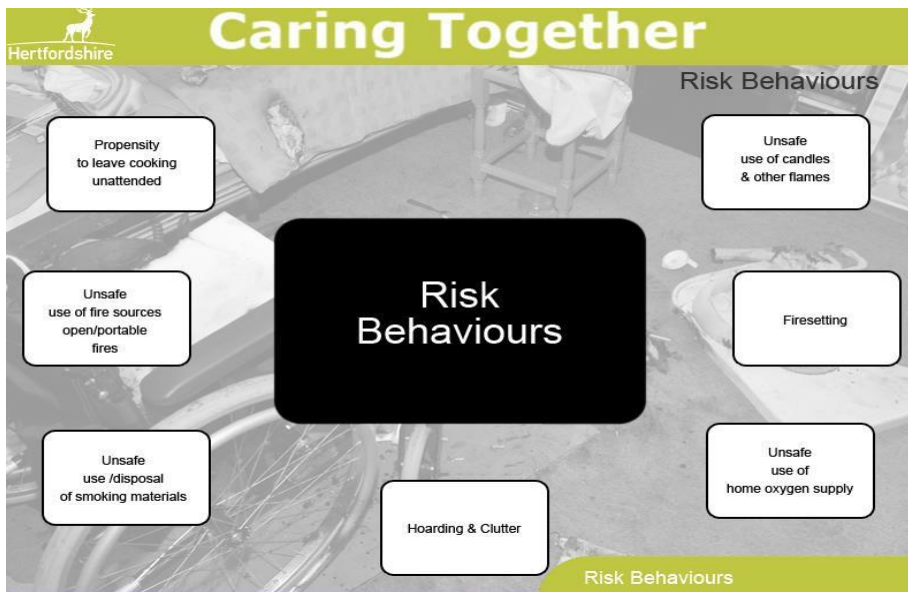 Hertfordshire
Caring Together
Risk Behaviours
Propensity
to leave cooking
unattended
Unsafe
use of candles
& other flames
Unsafe
use of fire sources
open/portable
fires
Risk
Behaviours
Firesetting
Unsafe
use /disposal
of smoking materials
Hoarding & Clutter
Unsafe
use of
home oxygen supply
Risk Behaviours